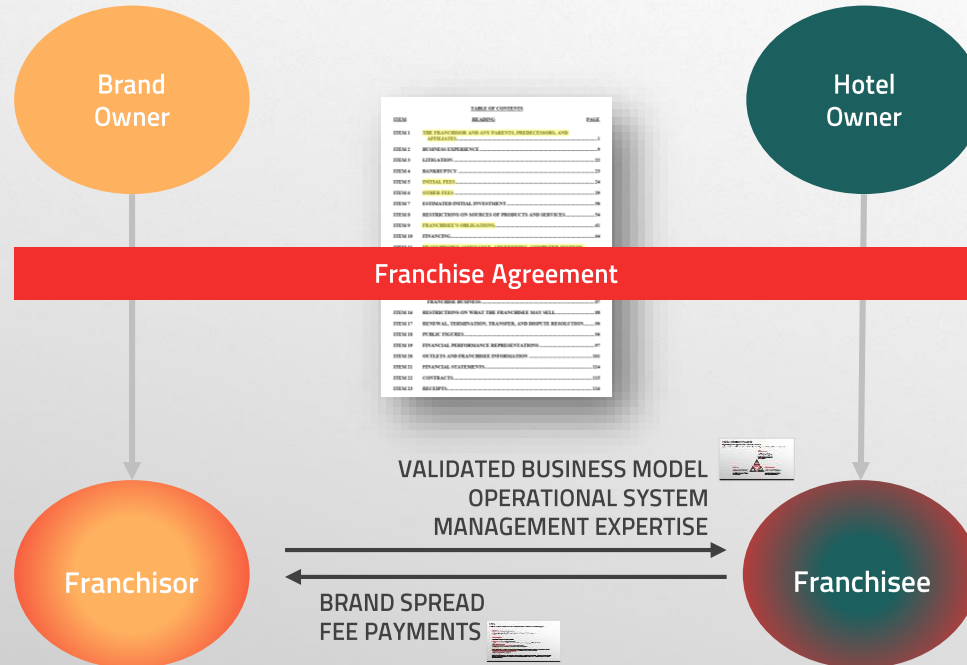 Brand
Owner
Hotel
Owner
TABLE OF CONTENTS
ITEM HEADING PAGE
ITEM 1 THE FRANCHISOR AND ANY PARENTS, PREDECESSORS, AND
AFFILIATES
ITEM 2 BUSINESS EXPERIENCE
ITEM 3 LITIGATION
ITEM 4 BANKRUPTCY
ITEM 5 INITIAL FEES
ITEM 6 OTHER FEES
ITEM 7 ESTIMATED INITIAL INVESTMENT
ITEM 8 RESTRICTIONS ON SOURCES OF PRODUCTS AND SERVICES
ITEM 9 FRANCHISEE'S OBLIGATIONS
ITEM 10 FINANCING
Franchise Agreement
FRANCHISE BUSINESS
ITEM 16 RESTRICTIONS ON WHAT THE FRANCHISEE MAY SELL
ITEM 17 RENEWAL, TERMINATION, TRANSFER, AND DISPUTE RESOLUTION
ITEM 18 PUBLIC FIGURES
ITEM 19 FINANCIAL PERFORMANCE REPRESENTATIONS
ITEM 20 OUTLETS AND FRANCHISEE INFORMATION
ITEM 21 FINANCIAL STATEMENTS
ITEM 22 CONTRACTS
ITEM 23 RECEIPTS
VALIDATED BUSINESS MODEL
OPERATIONAL SYSTEM
MANAGEMENT EXPERTISE
Franchisor
Franchisee
BRAND SPREAD
FEE PAYMENTS